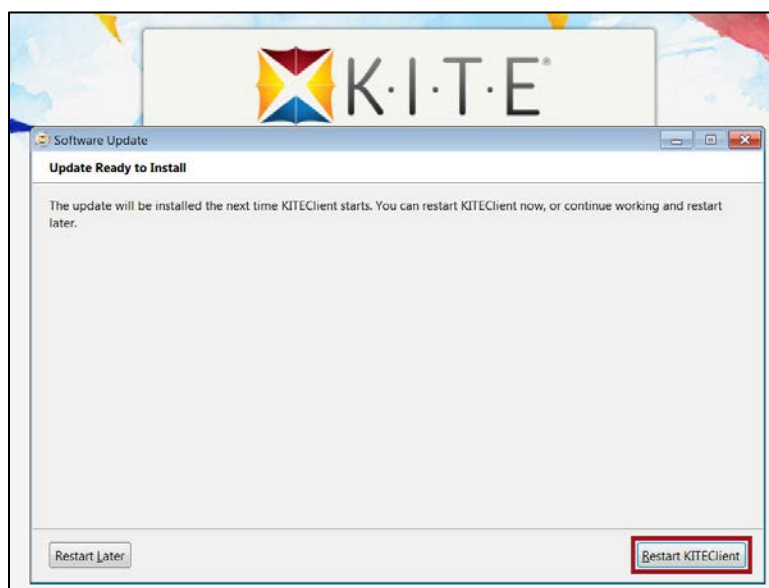 K·I·T·E®
Software Update
Update Ready to Install
The update will be installed the next time KITEClient starts. You can restart KITEClient now, or continue working and restart
later.
Restart Later
Restart KITEClient